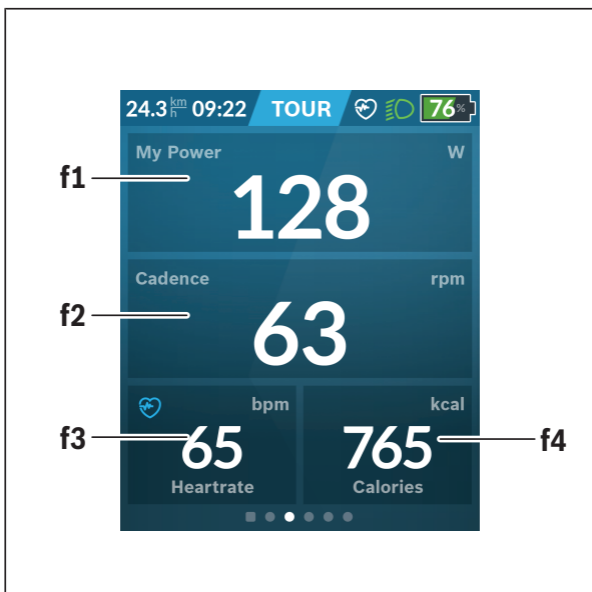 24.3 km/h 09:22 TOUR 76%
My Power W
f1
128
Cadence rpm
f2
63
bpm kcal
f3 65 765 f4
Heartrate Calories